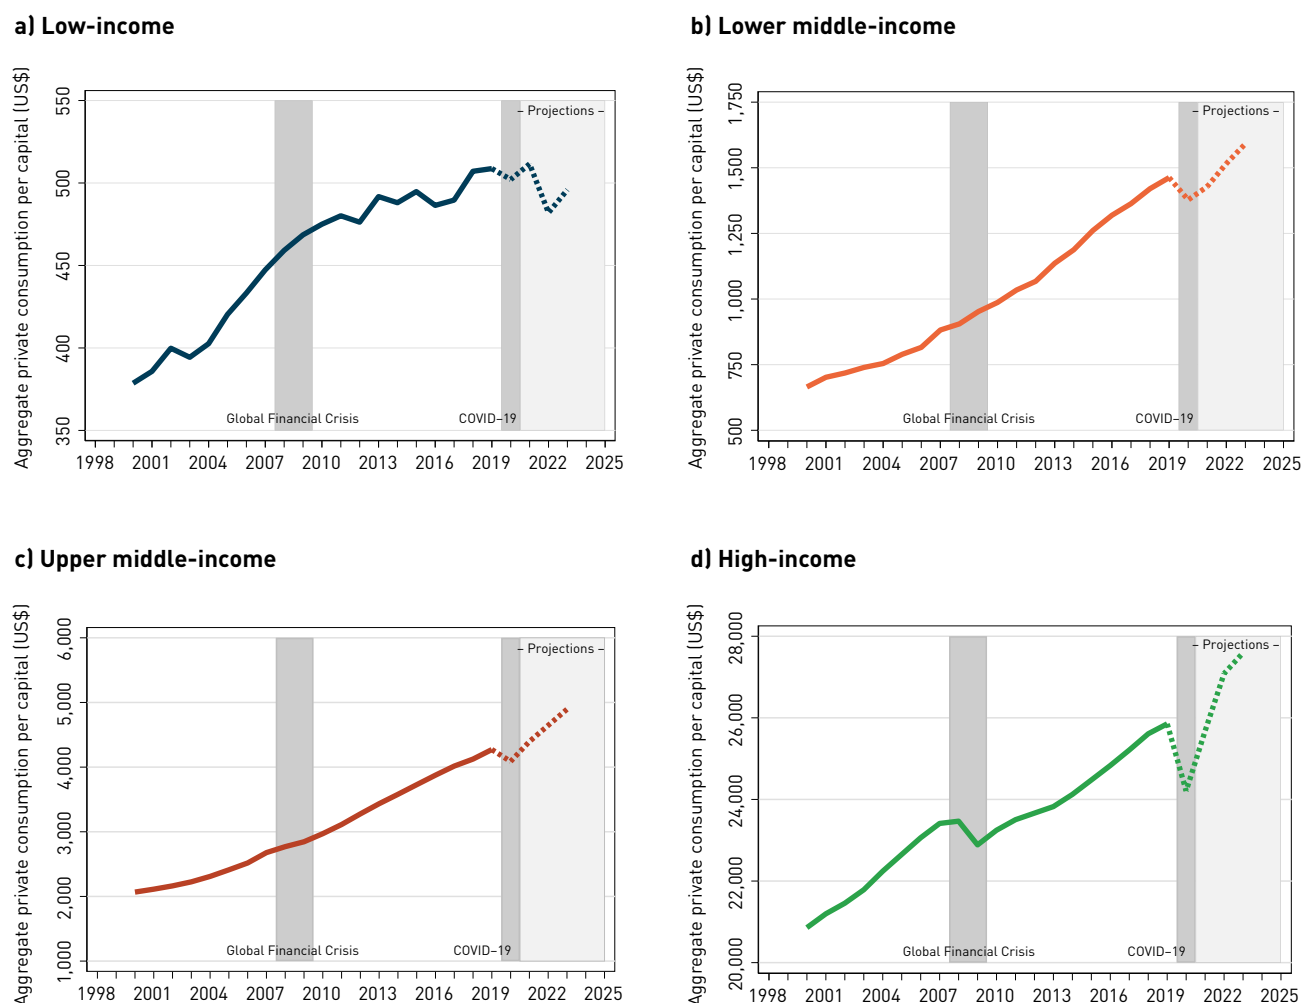 a) Low-income
Aggregate private consumption per capital (US$)
550
500
450
400
350
– Projections –
Global Financial Crisis
COVID–19
1998 2001 2004 2007 2010 2013 2016 2019 2022 2025
b) Lower middle-income
Aggregate private consumption per capital (US$)
1,750
1,500
1,250
1,000
750
500
– Projections –
Global Financial Crisis
COVID–19
1998 2001 2004 2007 2010 2013 2016 2019 2022 2025
c) Upper middle-income
Aggregate private consumption per capital (US$)
6,000
5,000
4,000
3,000
2,000
1,000
– Projections –
Global Financial Crisis
COVID–19
1998 2001 2004 2007 2010 2013 2016 2019 2022 2025
d) High-income
Aggregate private consumption per capital (US$)
28,000
26,000
24,000
22,000
20,000
– Projections –
Global Financial Crisis
COVID–19
1998 2001 2004 2007 2010 2013 2016 2019 2022 2025